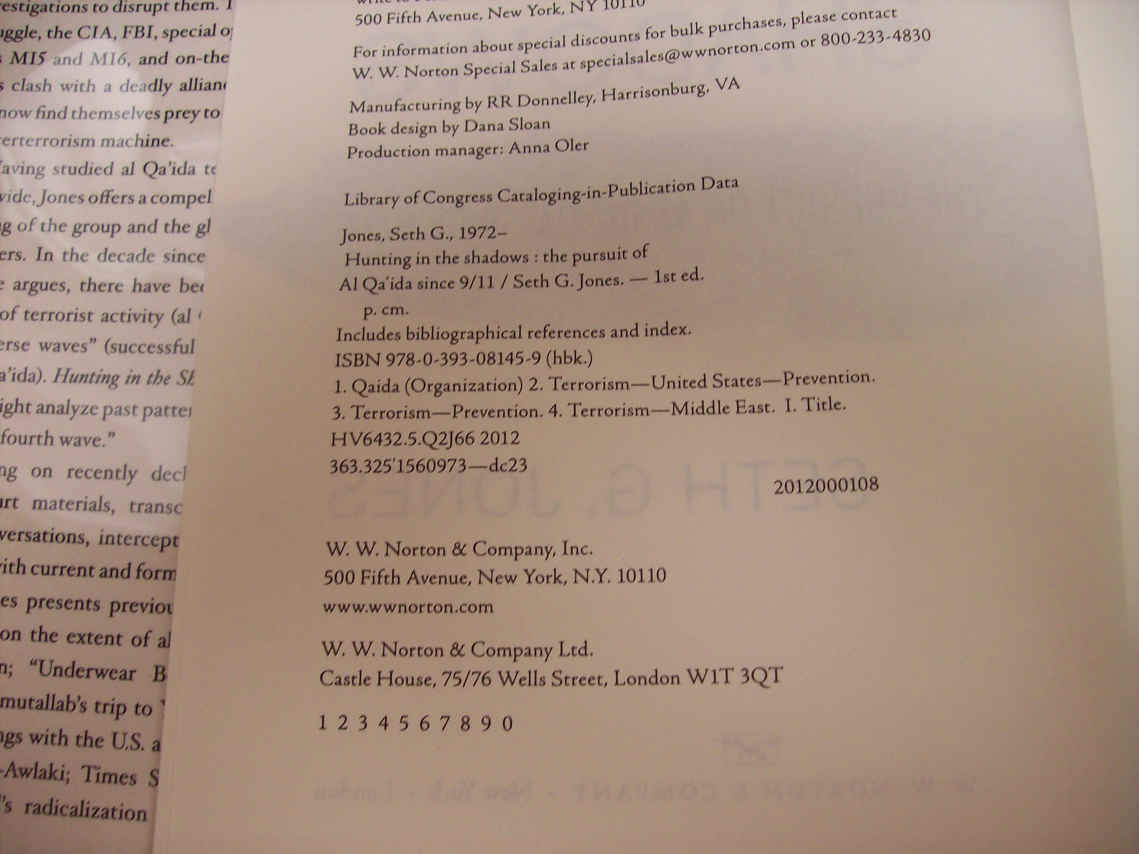 estigations to disrupt them.
uggle, the CIA, FBI, special
MI5 and MI6, and on-the
s clash with a deadly allian
now find themselves prey to
erterrorism machine.
aving studied al Qa'ida te
vide, Jones offers a compel
g of the group and the gl
ers. In the decade since
e argues, there have bee
of terrorist activity (al
erse waves" (successful
a'ida). Hunting in the Sh
ight analyze past patter
fourth wave."
ng on recently decl
urt materials, transc
versations, intercept
ith current and form
es presents previou
on the extent of al
n; "Underwear B
mutallab's trip to
ngs with the U.S. a
-Awlaki; Times S
's radicalization
500 Fifth Avenue, New York, NY 10110
For information about special discounts for bulk purchases, please contact
W. W. Norton Special Sales at specialsales@wwnorton.com or 800-233-4830
Manufacturing by RR Donnelley, Harrisonburg, VA
Book design by Dana Sloan
Production manager: Anna Oler
Library of Congress Cataloging-in-Publication Data
Jones, Seth G., 1972–
Hunting in the shadows : the pursuit of
Al Qa'ida since 9/11 / Seth G. Jones. — 1st ed.
p. cm.
Includes bibliographical references and index.
ISBN 978-0-393-08145-9 (hbk.)
1. Qaida (Organization) 2. Terrorism—United States—Prevention.
3. Terrorism—Prevention. 4. Terrorism—Middle East. I. Title.
HV6432.5.Q2J66 2012
363.325'1560973—dc23
2012000108
W. W. Norton & Company, Inc.
500 Fifth Avenue, New York, N.Y. 10110
www.wwnorton.com
W. W. Norton & Company Ltd.
Castle House, 75/76 Wells Street, London W1T 3QT
1 2 3 4 5 6 7 8 9 0